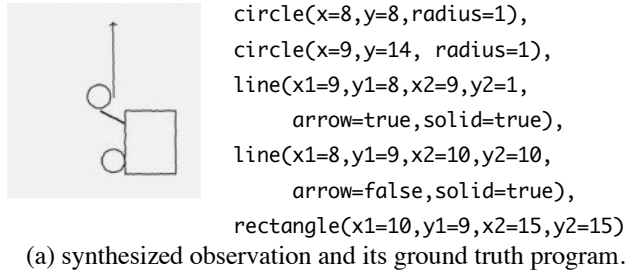 circle(x=8,y=8,radius=1),
circle(x=9,y=14, radius=1),
line(x1=9,y1=8,x2=9,y2=1,
arrow=true,solid=true),
line(x1=8,y1=9,x2=10,y2=10,
arrow=false,solid=true),
rectangle(x1=10,y1=9,x2=15,y2=15)
(a) synthesized observation and its ground truth program.